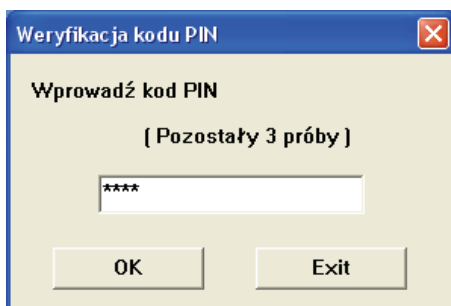 Weryfikacja kodu PIN
Wprowadź kod PIN
( Pozostały 3 próby )
****
OK
Exit